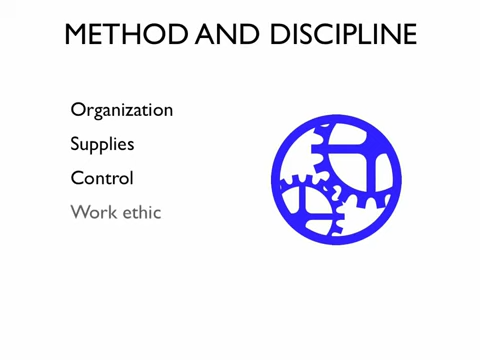 METHOD AND DISCIPLINE
Organization
Supplies
Control
Work ethic